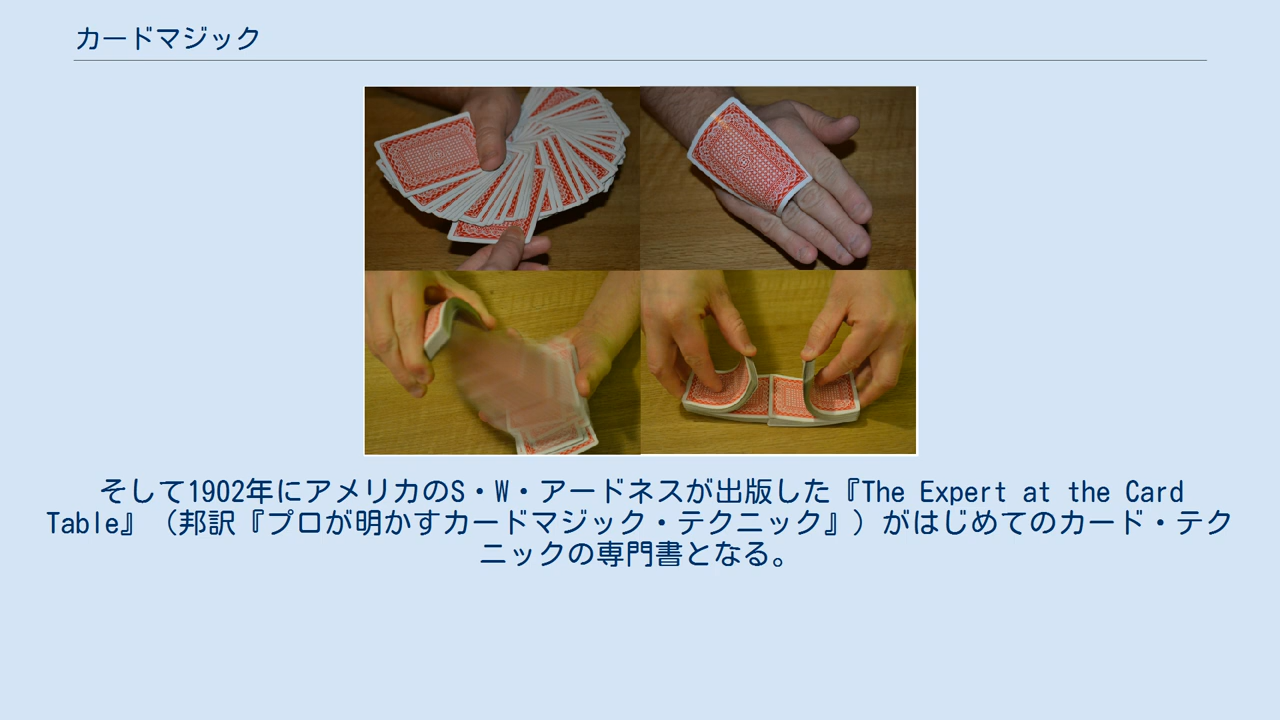 カードマジック
そして1902年にアメリカのS・W・アードネスが出版した『The Expert at the Card
Table』（邦訳『プロが明かすカードマジック・テクニック』）がはじめてのカード・テク
ニックの専門書となる。